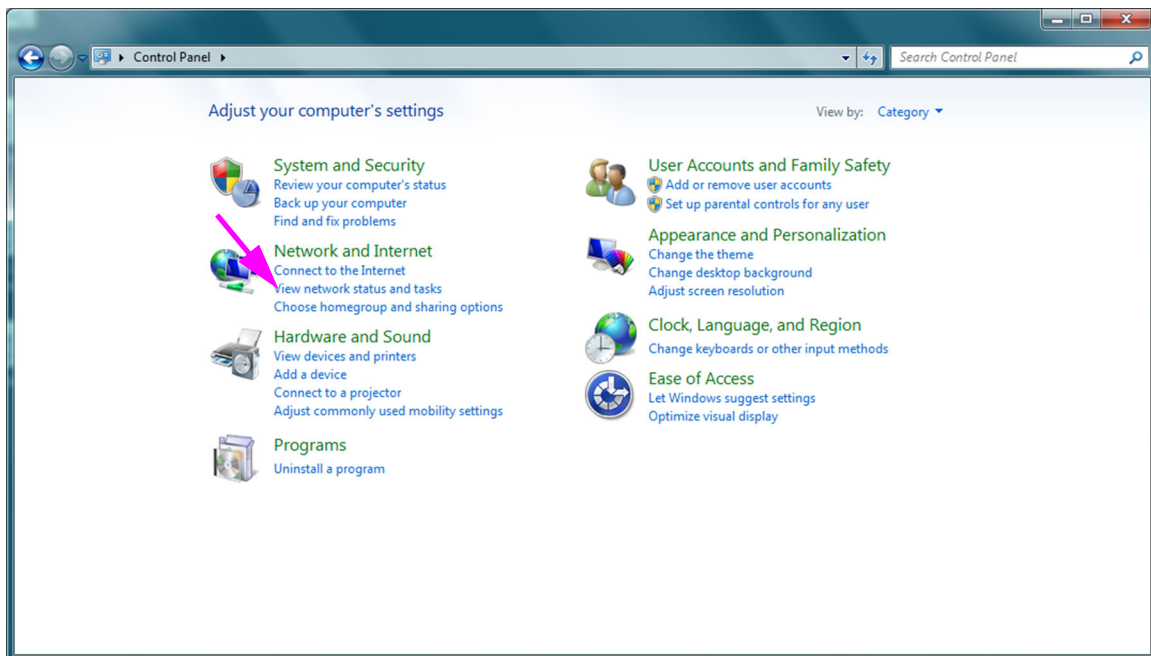 Control Panel
Search Control Panel
Adjust your computer's settings
View by: Category
System and Security
Review your computer's status
Back up your computer
Find and fix problems
Network and Internet
Connect to the Internet
View network status and tasks
Choose homegroup and sharing options
Hardware and Sound
View devices and printers
Add a device
Connect to a projector
Adjust commonly used mobility settings
Programs
Uninstall a program
User Accounts and Family Safety
Add or remove user accounts
Set up parental controls for any user
Appearance and Personalization
Change the theme
Change desktop background
Adjust screen resolution
Clock, Language, and Region
Change keyboards or other input methods
Ease of Access
Let Windows suggest settings
Optimize visual display